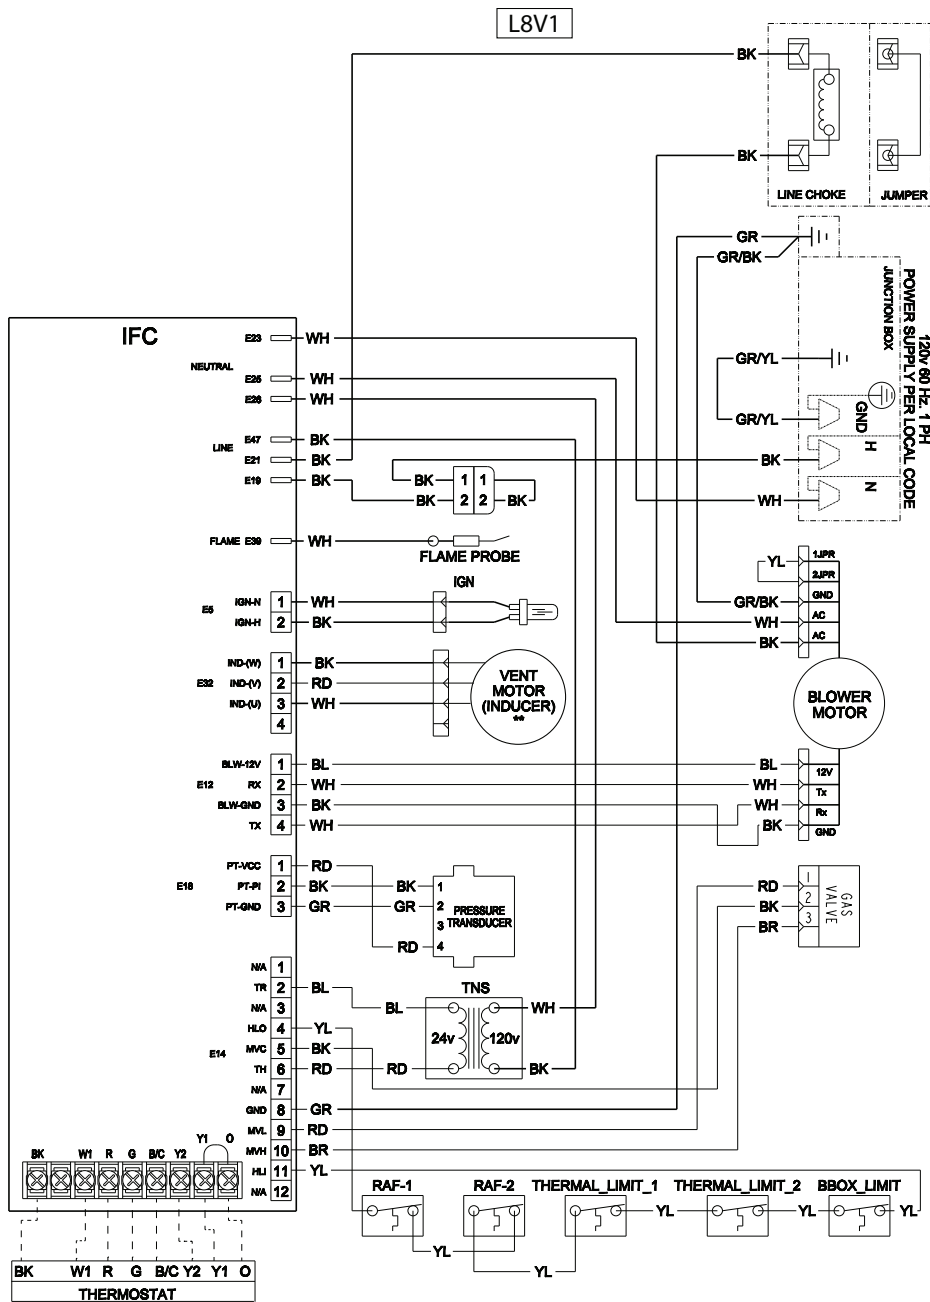 L8V1
BK
BK
LINE CHOKE
JUMPER
GR
GR/BK
JUNCTION BOX
POWER SUPPLY PER LOCAL CODE
120v 60 Hz. 1 PH
GR/YL
GR/YL
GND
H
N
BK
WH
IFC
NEUTRAL
E23 WH
E25 WH
E26 WH
LINE
E47 BK
E21 BK
E19 BK
BK 1 1
BK 2 2 BK
FLAME E39 WH
FLAME PROBE
IGN
E5
IGN-N 1 WH
IGN-H 2 BK
E32
IND-(W) 1 BK
IND-(V) 2 RD
IND-(U) 3 WH
4
VENT
MOTOR
(INDUCER)
**
YL 1JPR
2JPR
GR/BK GND
WH AC
BK AC
BLOWER
MOTOR
E12
BLW-12V 1 BL BL 12V
RX 2 WH WH Tx
BLW-GND 3 BK WH Rx
TX 4 WH BK GND
E18
PT-VCC 1 RD
PT-PI 2 BK BK 1
PT-GND 3 GR GR 2
3
RD 4
PRESSURE
TRANSDUCER
RD 1
BK 2
BR 3
GAS
VALVE
E14
N/A 1
TR 2 BL BL
N/A 3
HLO 4 YL
MVC 5 BK
TH 6 RD RD
N/A 7
GND 8 GR
MVL 9 RD
MVH 10 BR
HLI 11 YL
N/A 12
TNS
24v 120v
WH
BK
BK W1 R G B/C Y2 Y1 O
RAF-1 RAF-2 THERMAL_LIMIT_1 THERMAL_LIMIT_2 BBOX_LIMIT
YL YL YL YL YL
BK W1 R G B/C Y2 Y1 O
THERMOSTAT